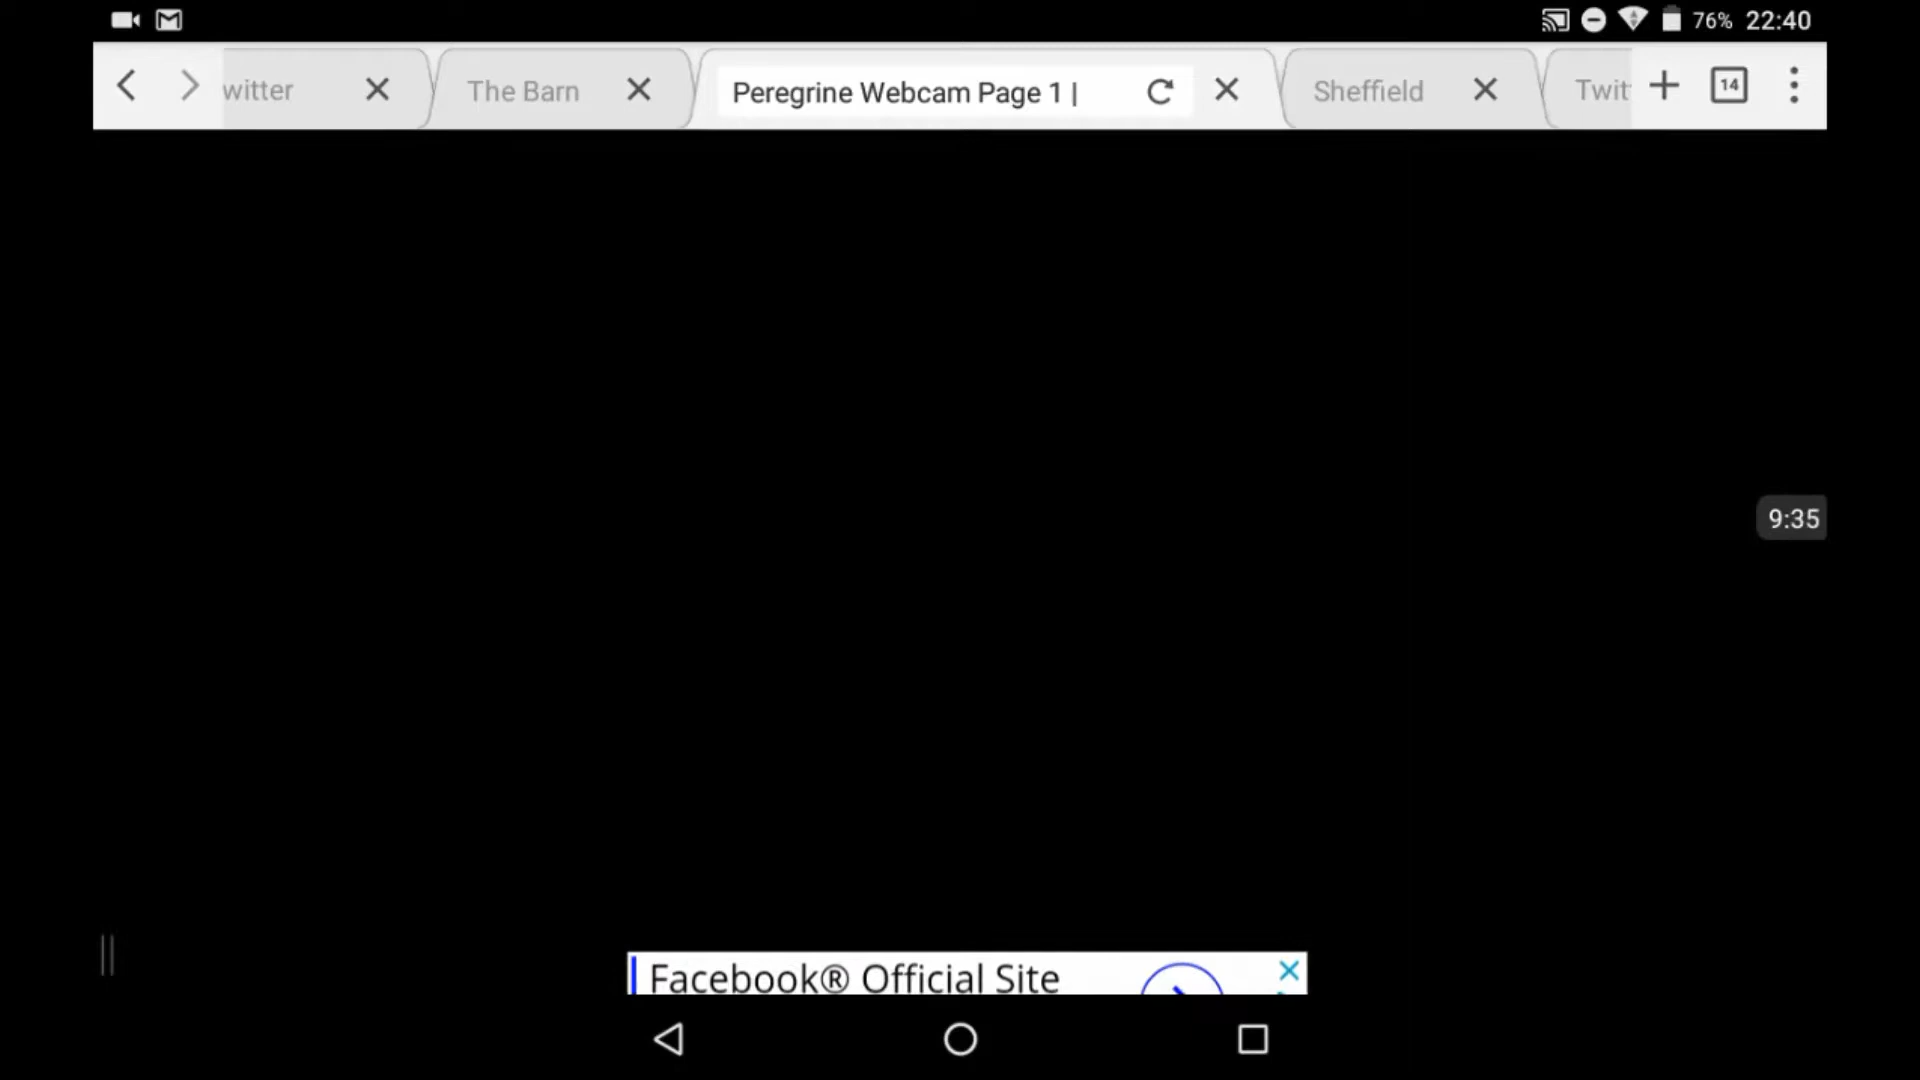 76% 22:40
witter The Barn Peregrine Webcam Page 1 | Sheffield Twit 14
9:35
Facebook® Official Site